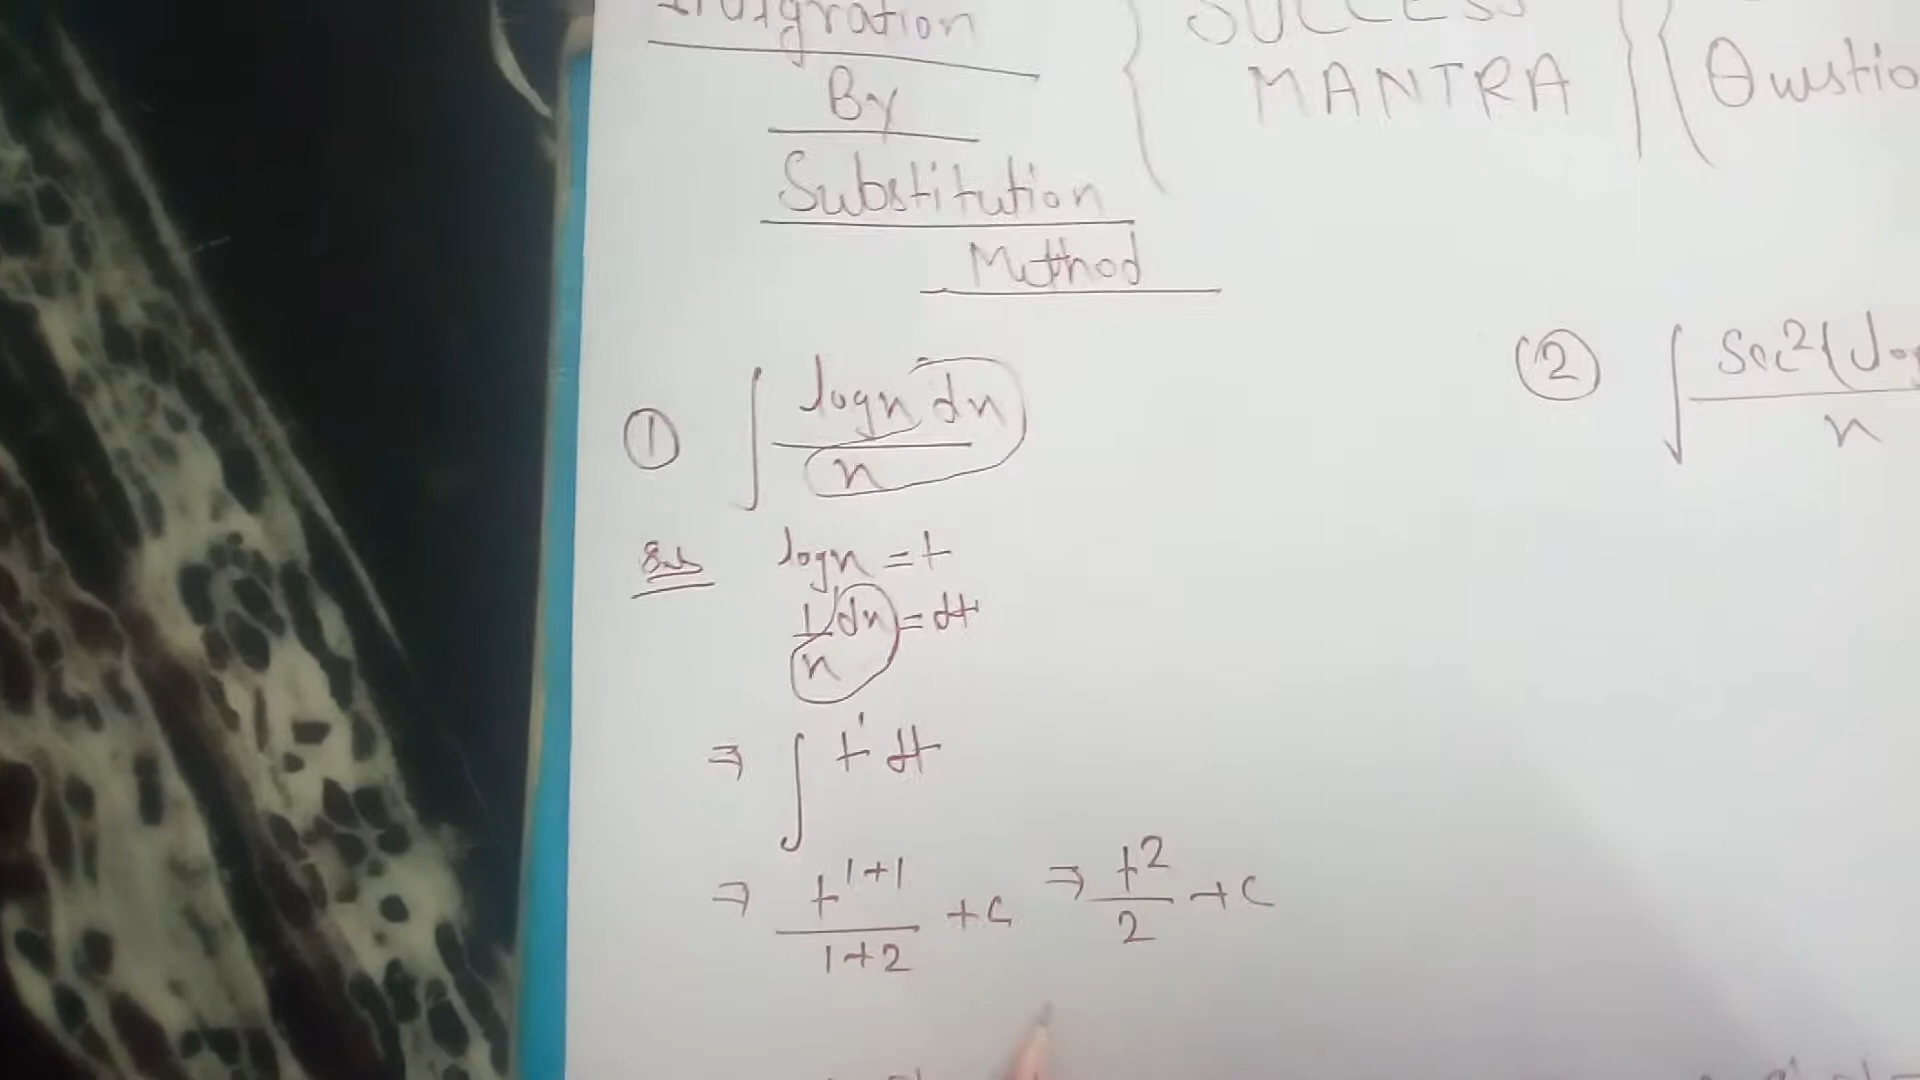 Integration
By
Substitution
Method
SUCCESS
MANTRA
Questio
① ∫ logx dx / x
Sol: logx = t
1/x dx = dt
⇒ ∫ t¹ dt
⇒ t¹⁺¹ / 1+2 + c ⇒ t² / 2 + c
② ∫ Sec²(log / x